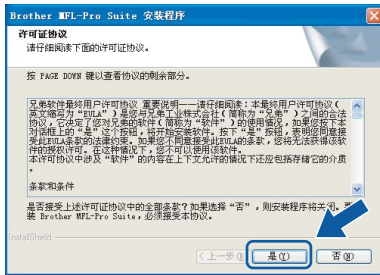 Brother MFL-Pro Suite 安装程序
许可证协议
请仔细阅读下面的许可证协议。
按 PAGE DOWN 键以查看协议的剩余部分。
兄弟软件最终用户许可协议 重要说明——请仔细阅读：本最终用户许可协议（
英文缩写为“EULA”）是您与兄弟工业株式会社（简称为“兄弟”）之间的合法
协议，它决定了您对兄弟的软件（简称为“软件”）的使用情况，如果您按下本
对话框上的“是”这个按钮，将开始安装软件。按下“是”按钮，表明您同意接
受此EULA条款的法律约束。如果您不同意接受此EULA的条款，您将无法获得该软
件的授权许可。在这种情况下，您不可以使用该软件。
本许可协议中涉及“软件”的内容在上下文允许的情况下还应包括存储它的介质
。
条款和条件
是否接受上述许可证协议中的全部条款？如果选择“否”，则安装程序将关闭。要
装 Brother MFL-Pro Suite，必须接受本协议。
InstallShield
<上一步(B)
是(Y)
否(N)